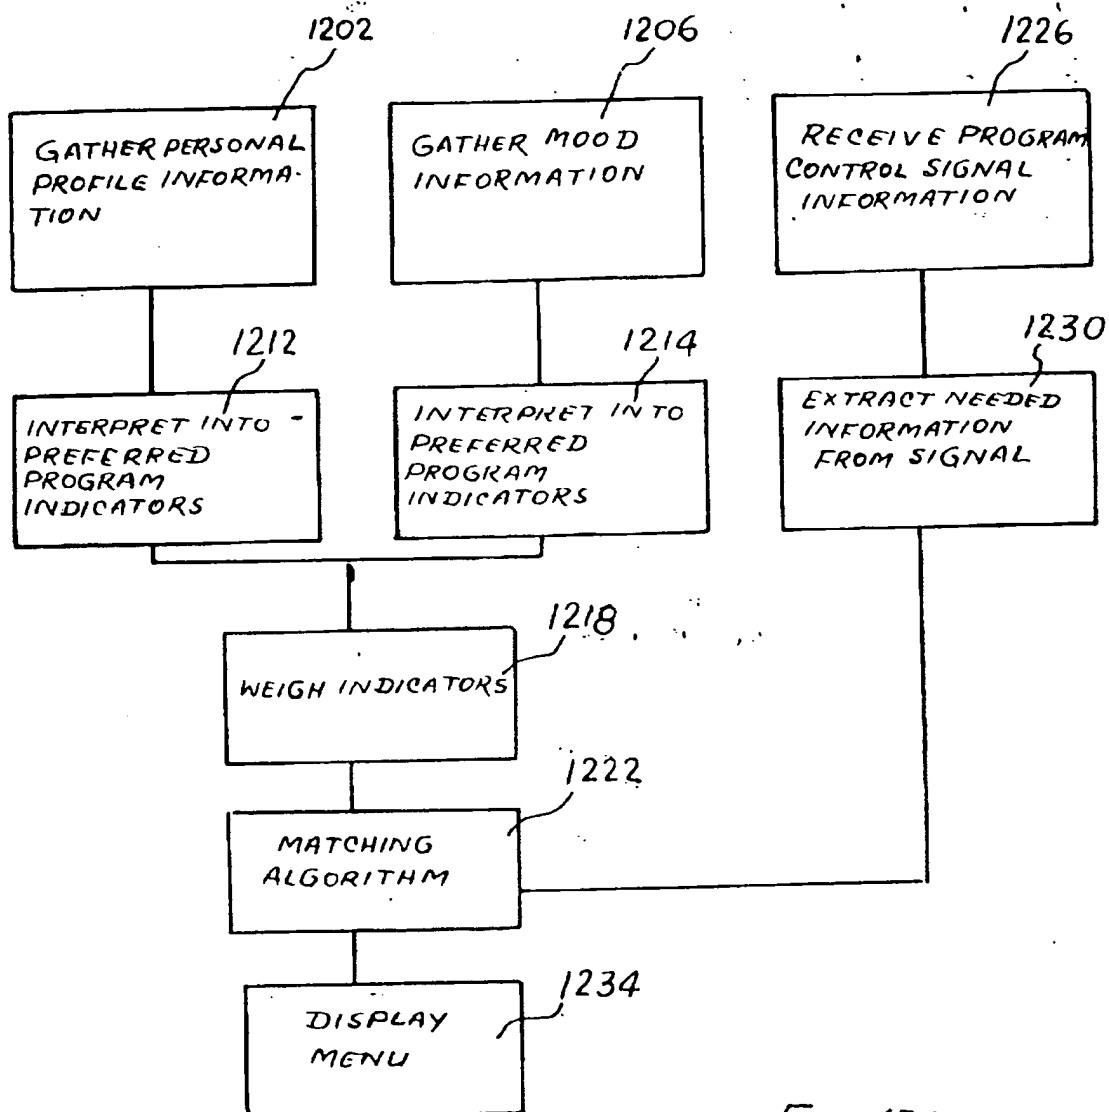 1202
1206
1226
GATHER PERSONAL
PROFILE INFORMA-
TION
GATHER MOOD
INFORMATION
RECEIVE PROGRAM
CONTROL SIGNAL
INFORMATION
1212
1214
1230
INTERPRET INTO -
PREFERRED
PROGRAM
INDICATORS
INTERPRET INTO
PREFERRED
PROGRAM
INDICATORS
EXTRACT NEEDED
INFORMATION
FROM SIGNAL
1218
WEIGH INDICATORS
1222
MATCHING
ALGORITHM
1234
DISPLAY
MENU